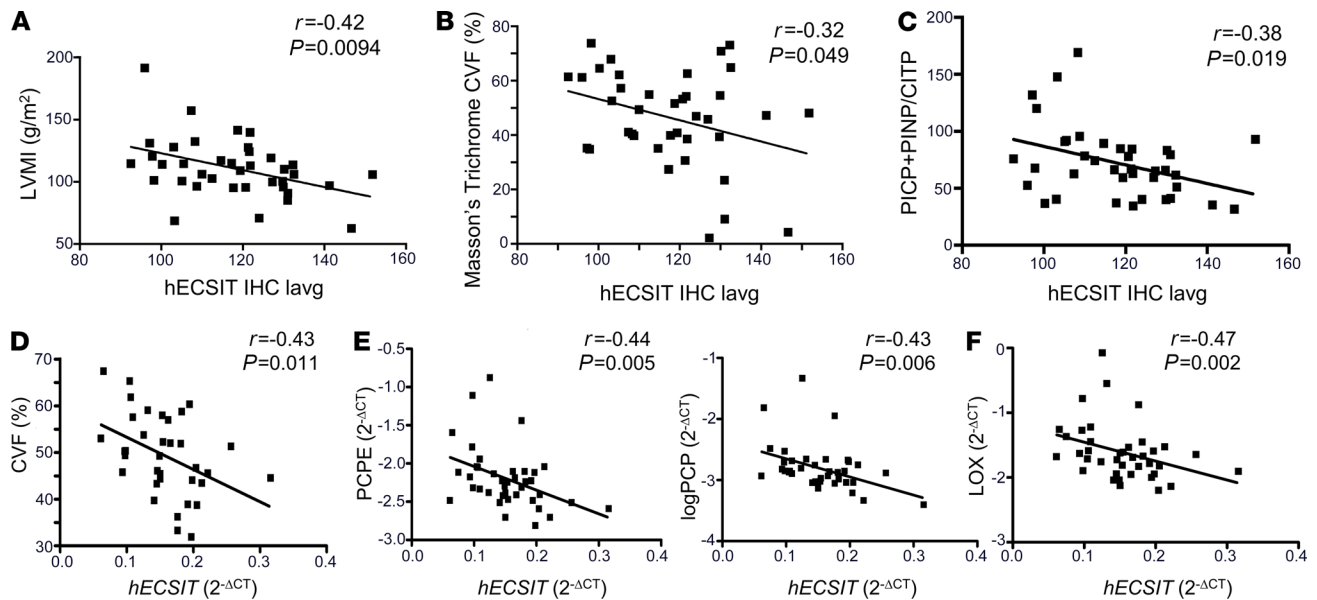 A
r=-0.42
P=0.0094
LVMI (g/m²)
200
150
100
50
80
100
120
140
160
hECSIT IHC Iavg
B
r=-0.32
P=0.049
Masson's Trichrome CVF (%)
80
60
40
20
0
80
100
120
140
160
hECSIT IHC Iavg
C
r=-0.38
P=0.019
PICP+PINP/CITP
200
150
100
50
0
80
100
120
140
160
hECSIT IHC Iavg
D
r=-0.43
P=0.011
CVF (%)
70
60
50
40
30
0.0
0.1
0.2
0.3
0.4
hECSIT (2-ΔCT)
E
r=-0.44
P=0.005
PCPE (2-ΔCT)
-0.5
-1.0
-1.5
-2.0
-2.5
-3.0
0.0
0.1
0.2
0.3
0.4
hECSIT (2-ΔCT)
r=-0.43
P=0.006
logPCP (2-ΔCT)
-1
-2
-3
-4
0.0
0.1
0.2
0.3
0.4
hECSIT (2-ΔCT)
F
r=-0.47
P=0.002
LOX (2-ΔCT)
0
-1
-2
-3
0.0
0.1
0.2
0.3
0.4
hECSIT (2-ΔCT)